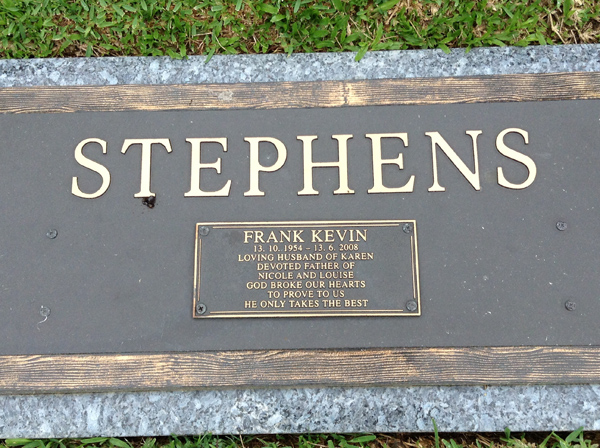 STEPHENS
FRANK KEVIN
13. 10. 1954 – 13. 6. 2008
LOVING HUSBAND OF KAREN
DEVOTED FATHER OF
NICOLE AND LOUISE
GOD BROKE OUR HEARTS
TO PROVE TO US
HE ONLY TAKES THE BEST